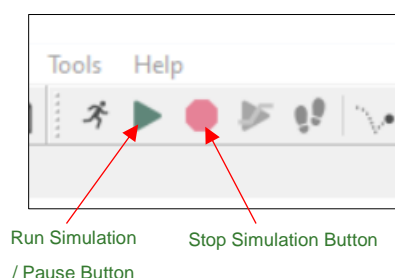 Tools Help
Run Simulation
/ Pause Button
Stop Simulation Button